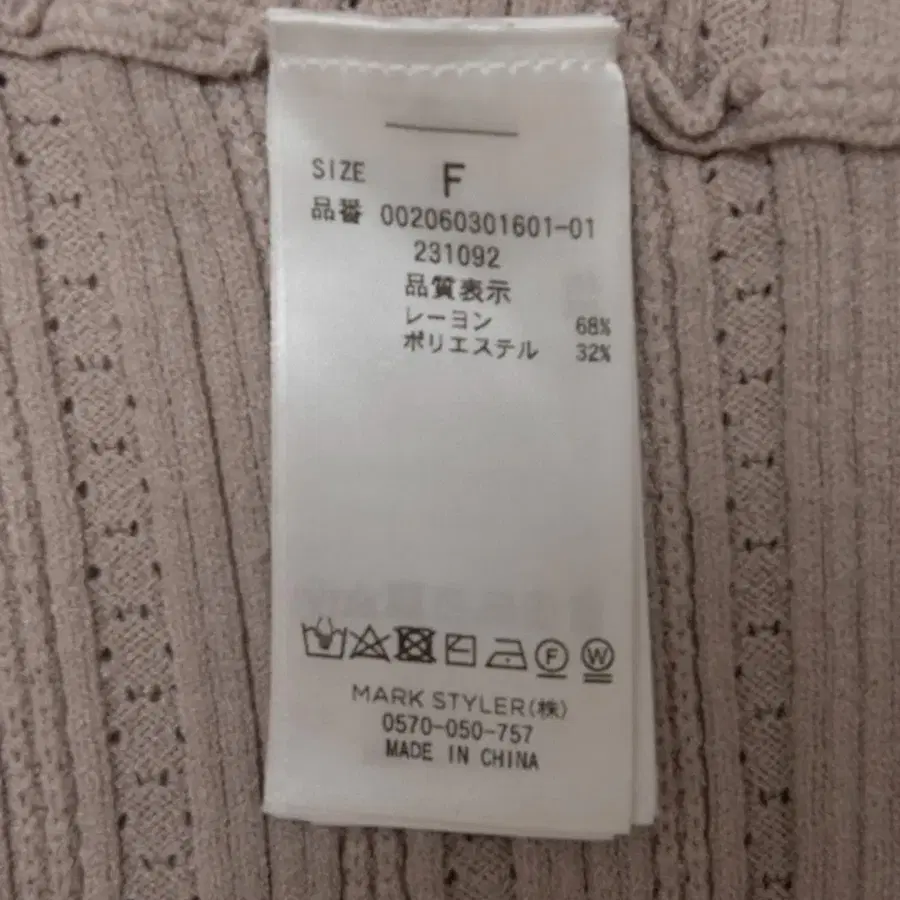 SIZE F
品番 002060301601-01
231092
品質表示
レーヨン 68%
ポリエステル 32%
F W
MARK STYLER(株)
0570-050-757
MADE IN CHINA